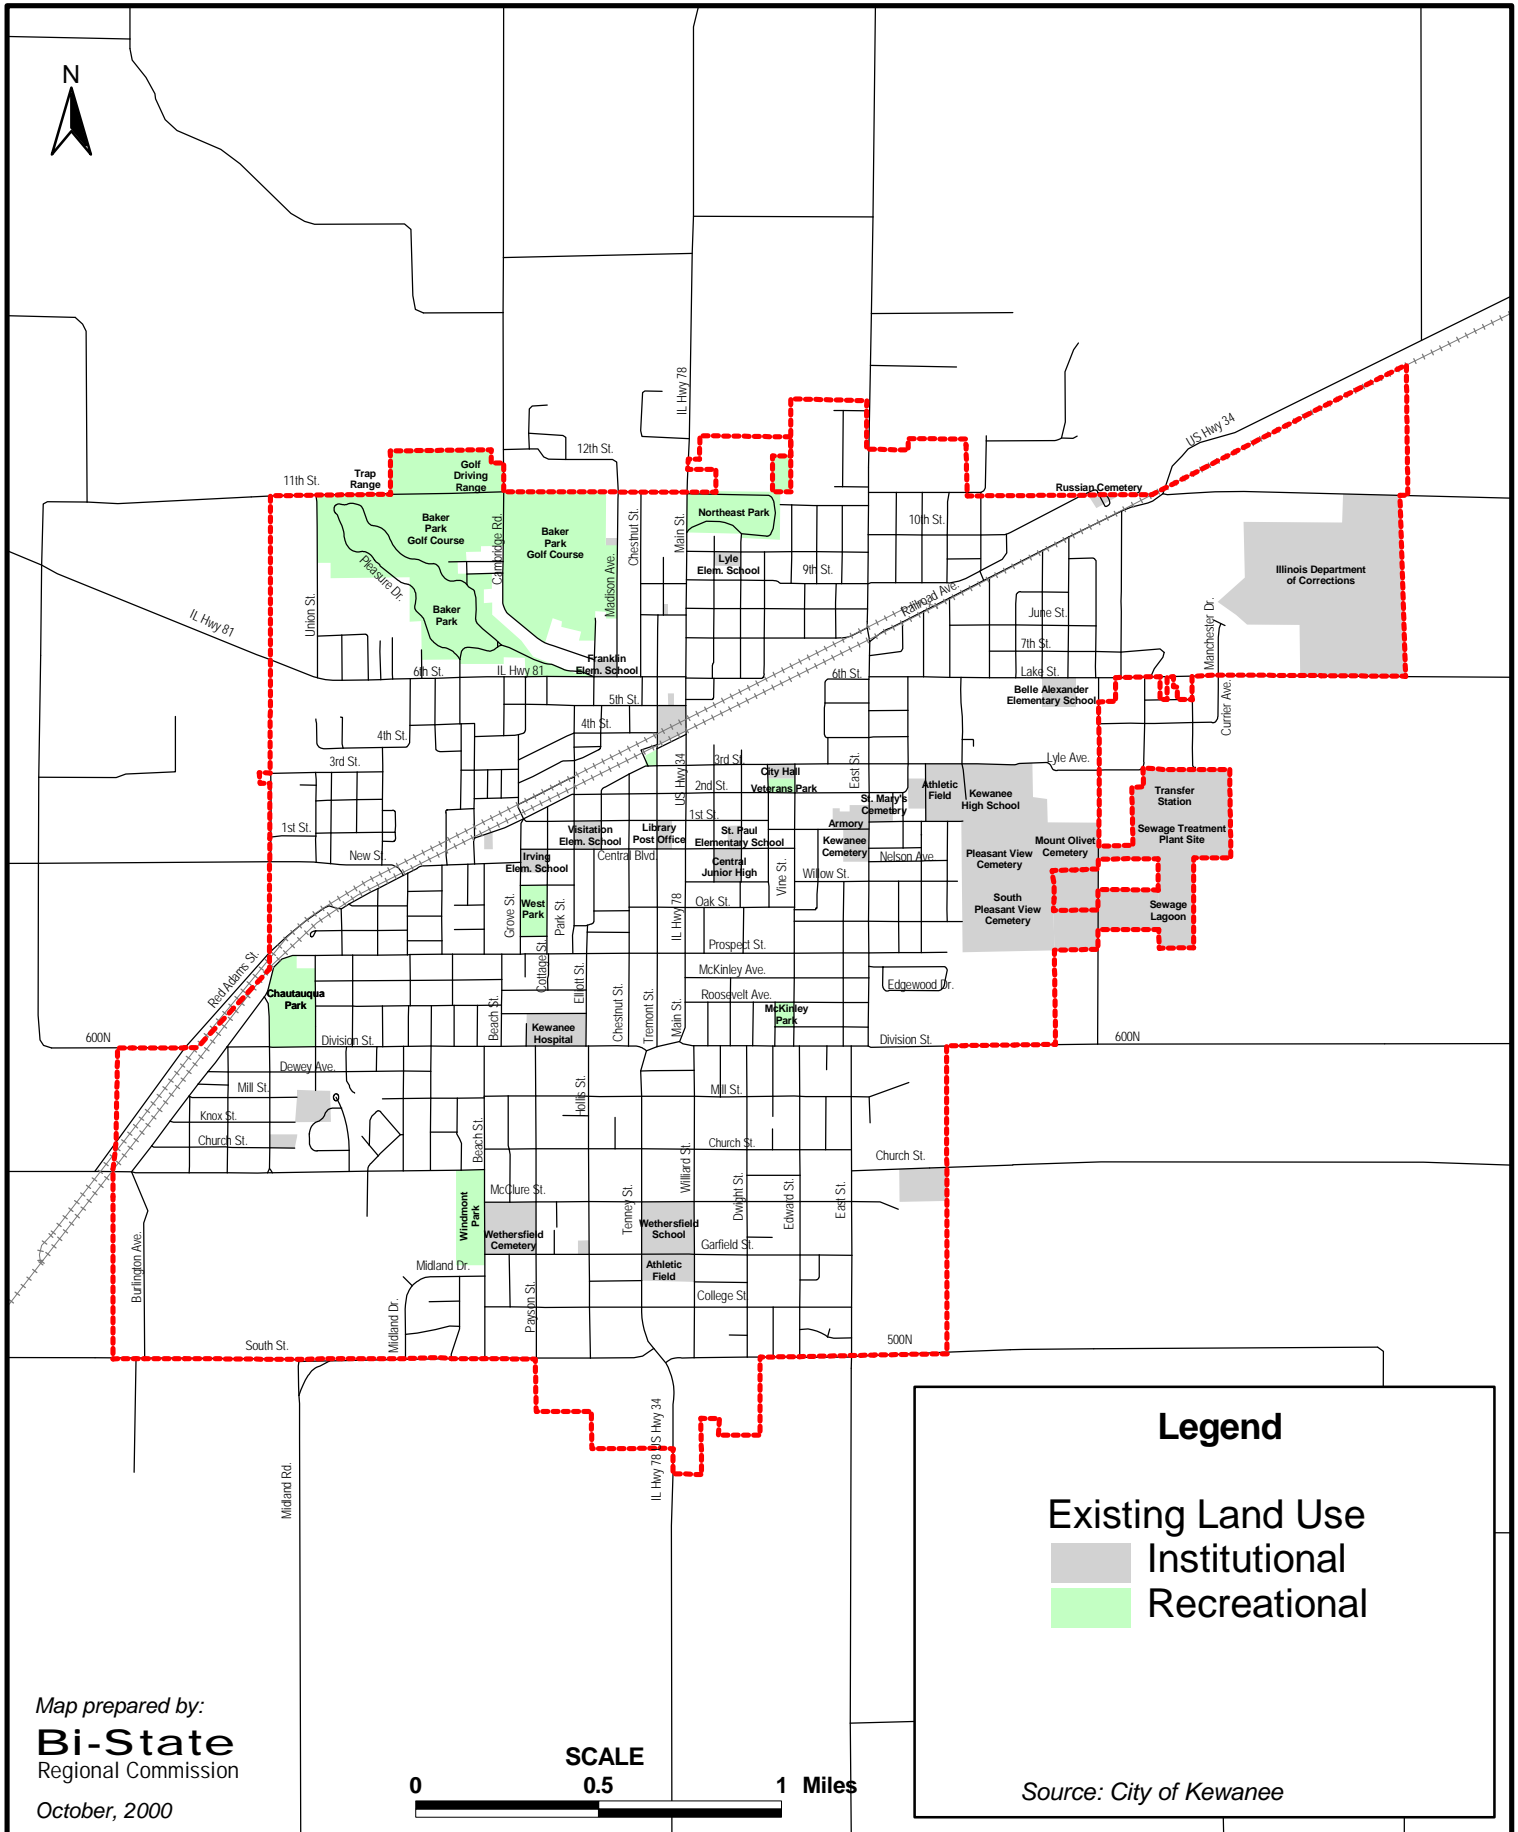 N
IL Hwy 78
US Hwy 34
12th St.
11th St.
Trap
Range
Golf
Driving
Range
Russian Cemetery
Baker
Park
Golf Course
Cambridge Rd.
Baker
Park
Golf Course
Chestnut St.
Main St.
Northeast Park
10th St.
Lyle
Elem. School
9th St.
Illinois Department
of Corrections
Pleasure Dr.
Madison Ave.
Railroad Ave.
Union St.
Baker
Park
June St.
Manchester Dr.
IL Hwy 81
7th St.
6th St.
IL Hwy 81
Franklin
Elem. School
6th St.
Lake St.
Belle Alexander
Elementary School
Currier Ave.
5th St.
4th St.
4th St.
3rd St.
US Hwy 34
3rd St.
East St.
Lyle Ave.
City Hall
2nd St.
Veterans Park
Athletic
Field
Kewanee
High School
Transfer
Station
St. Mary's
Cemetery
1st St.
1st St.
Visitation
Elem. School
Library
Post Office
St. Paul
Elementary School
Armory
Kewanee
Cemetery
Mount Olivet
Cemetery
Sewage Treatment
Plant Site
New St.
Irving
Elem. School
Central Blvd.
Central
Junior High
Nelson Ave.
Pleasant View
Cemetery
Vine St.
Willow St.
West
Park
Grove St.
Park St.
IL Hwy 78
Oak St.
South
Pleasant View
Cemetery
Sewage
Lagoon
Prospect St.
Red Adams St.
Cottage St.
Elliott St.
McKinley Ave.
Edgewood Dr.
Chautauqua
Park
Beach St.
Chestnut St.
Tremont St.
Main St.
Roosevelt Ave.
McKinley
Park
Kewanee
Hospital
600N
Division St.
Division St.
600N
Dewey Ave.
Mill St.
Hollis St.
Mill St.
Knox St.
Church St.
Beach St.
Church St.
Church St.
Williard St.
McClure St.
Windmont
Park
Tenney St.
Dwight St.
Edward St.
East St.
Wethersfield
Cemetery
Wethersfield
School
Garfield St.
Burlington Ave.
Midland Dr.
Athletic
Field
Midland Dr.
Payson St.
College St.
South St.
500N
IL Hwy 78 US Hwy 34
Midland Rd.
Legend
Existing Land Use
Institutional
Recreational
Source: City of Kewanee
Map prepared by:
Bi-State
Regional Commission
October, 2000
SCALE
0 0.5 1 Miles